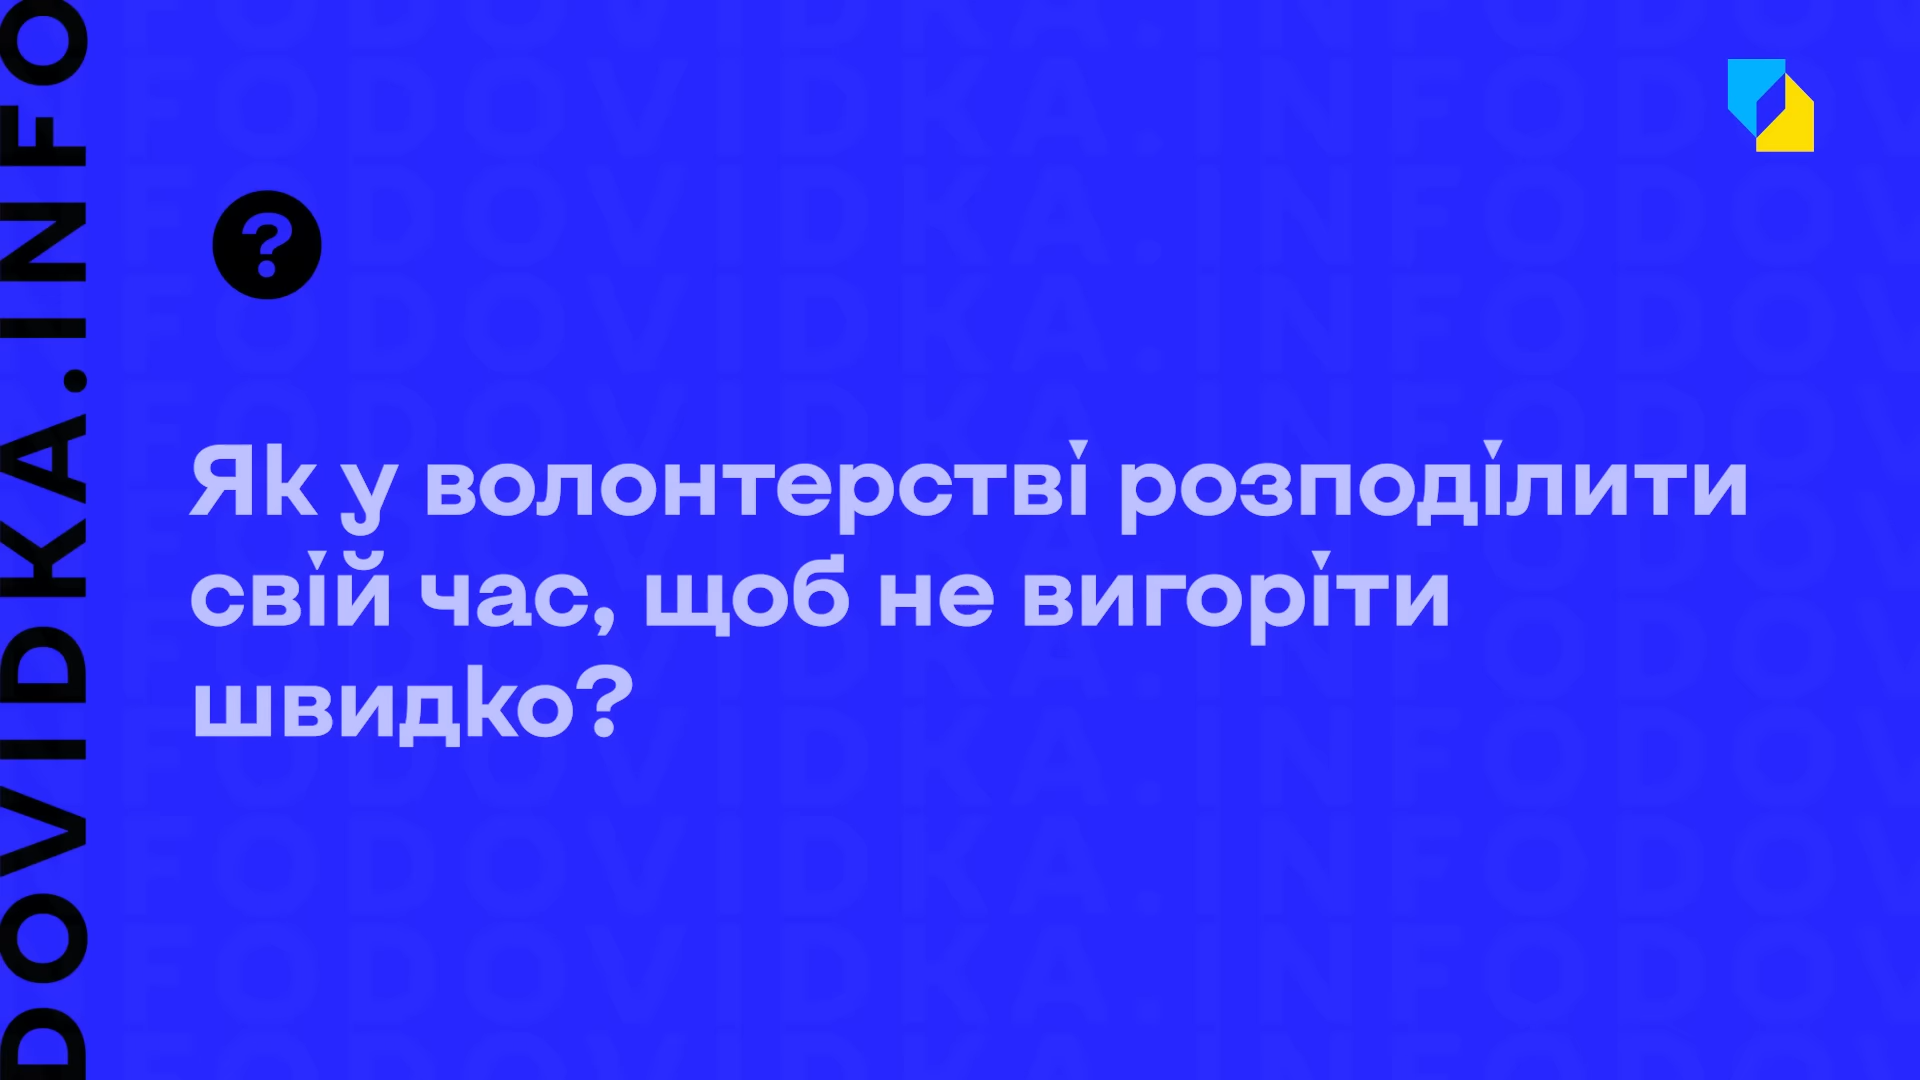 DOVIDKA.INFO
?
Як у волонтерстві розподілити
свій час, щоб не вигоріти
швидко?